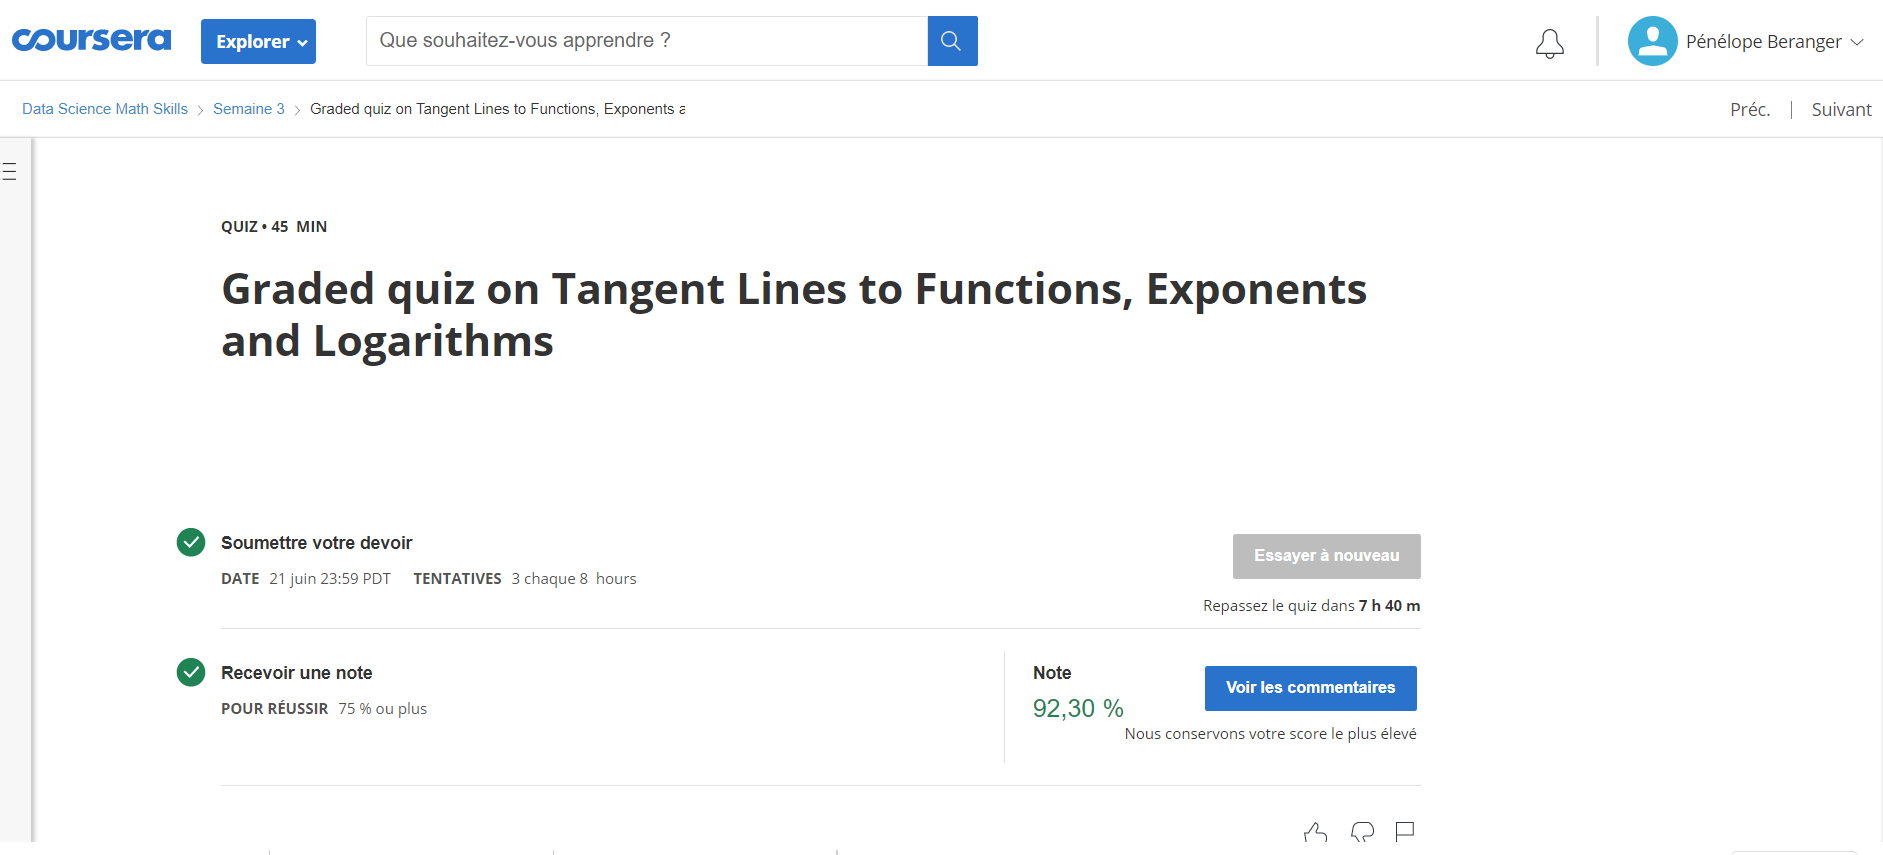 coursera
Explorer
Que souhaitez-vous apprendre ?
Pénélope Beranger
Data Science Math Skills
Semaine 3
Graded quiz on Tangent Lines to Functions, Exponents a
Préc.
Suivant
QUIZ • 45 MIN
Graded quiz on Tangent Lines to Functions, Exponents
and Logarithms
Soumettre votre devoir
Essayer à nouveau
DATE 21 juin 23:59 PDT TENTATIVES 3 chaque 8 hours
Repassez le quiz dans 7 h 40 m
Recevoir une note
POUR RÉUSSIR 75 % ou plus
Note
92,30 %
Voir les commentaires
Nous conservons votre score le plus élevé